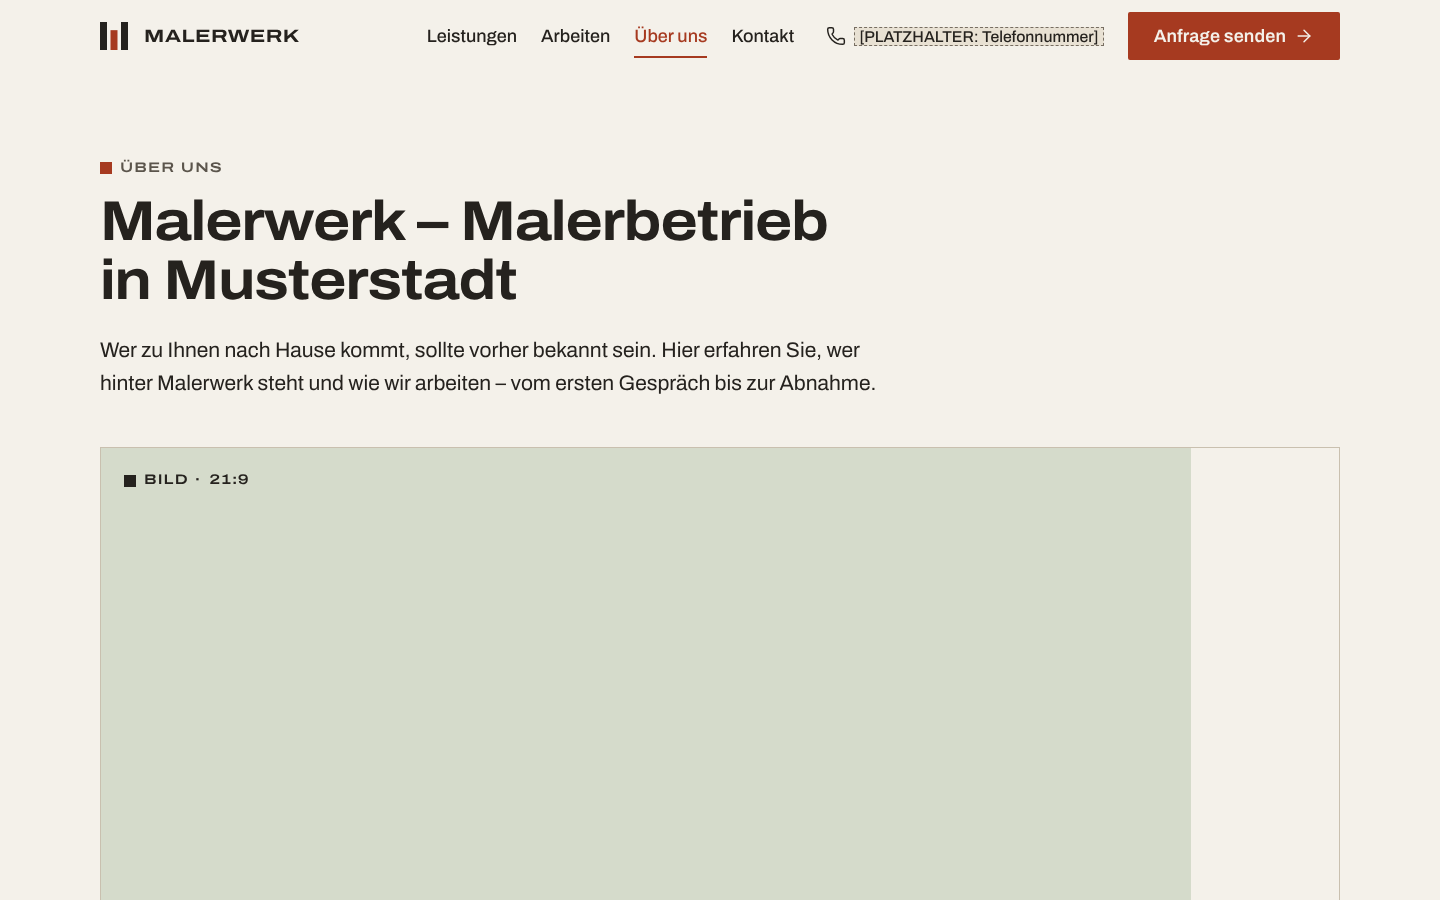 MALERWERK
Leistungen Arbeiten Über uns Kontakt [PLATZHALTER: Telefonnummer] Anfrage senden
ÜBER UNS
Malerwerk – Malerbetrieb
in Musterstadt
Wer zu Ihnen nach Hause kommt, sollte vorher bekannt sein. Hier erfahren Sie, wer
hinter Malerwerk steht und wie wir arbeiten – vom ersten Gespräch bis zur Abnahme.
BILD · 21:9